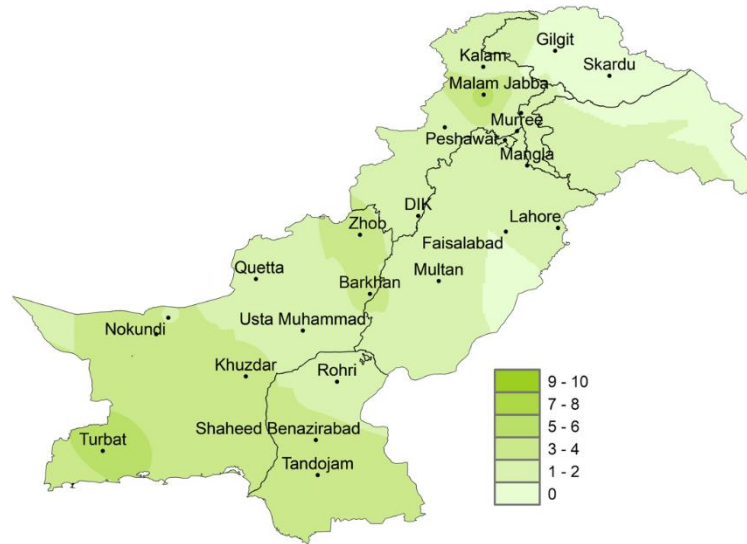 Gilgit
Kalam
Skardu
Malam Jabba
Murree
Peshawar
Mangla
DIK
Lahore
Zhob
Faisalabad
Quetta
Multan
Barkhan
Nokundi
Usta Muhammad
Khuzdar
Rohri
9 - 10
7 - 8
5 - 6
3 - 4
1 - 2
0
Turbat
Shaheed Benazirabad
Tandojam